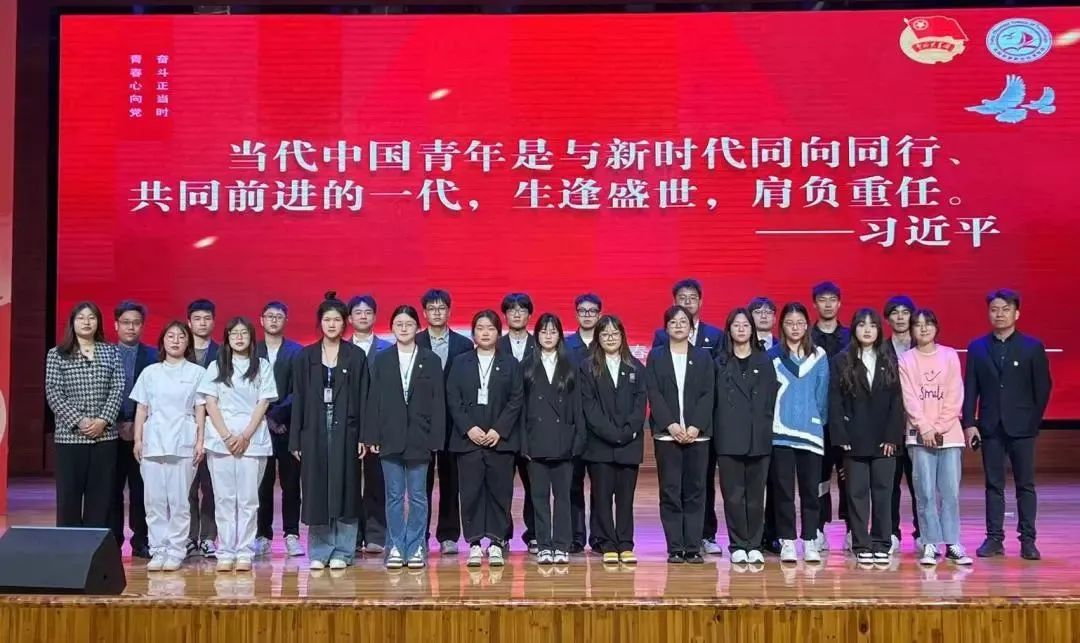 青春心向党
奋斗正当时
当代中国青年是与新时代同向同行、
共同前进的一代，生逢盛世，肩负重任。
——习近平
Smile